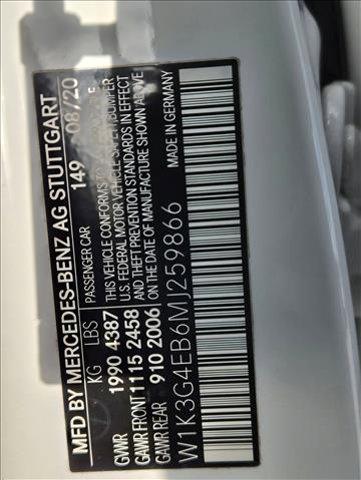 MFD BY MERCEDES-BENZ AG STUTTGART
149 08/20
KG LBS PASSENGER CAR
GVWR 1990 4387
GAWR FRONT 1115 2458
GAWR REAR 910 2006
THIS VEHICLE CONFORMS TO
U.S. FEDERAL MOTOR VEHICLE SAFETY, BUMPER
AND THEFT PREVENTION STANDARDS IN EFFECT
ON THE DATE OF MANUFACTURE SHOWN ABOVE
MADE IN GERMANY
W1K3G4EB6MJ259866